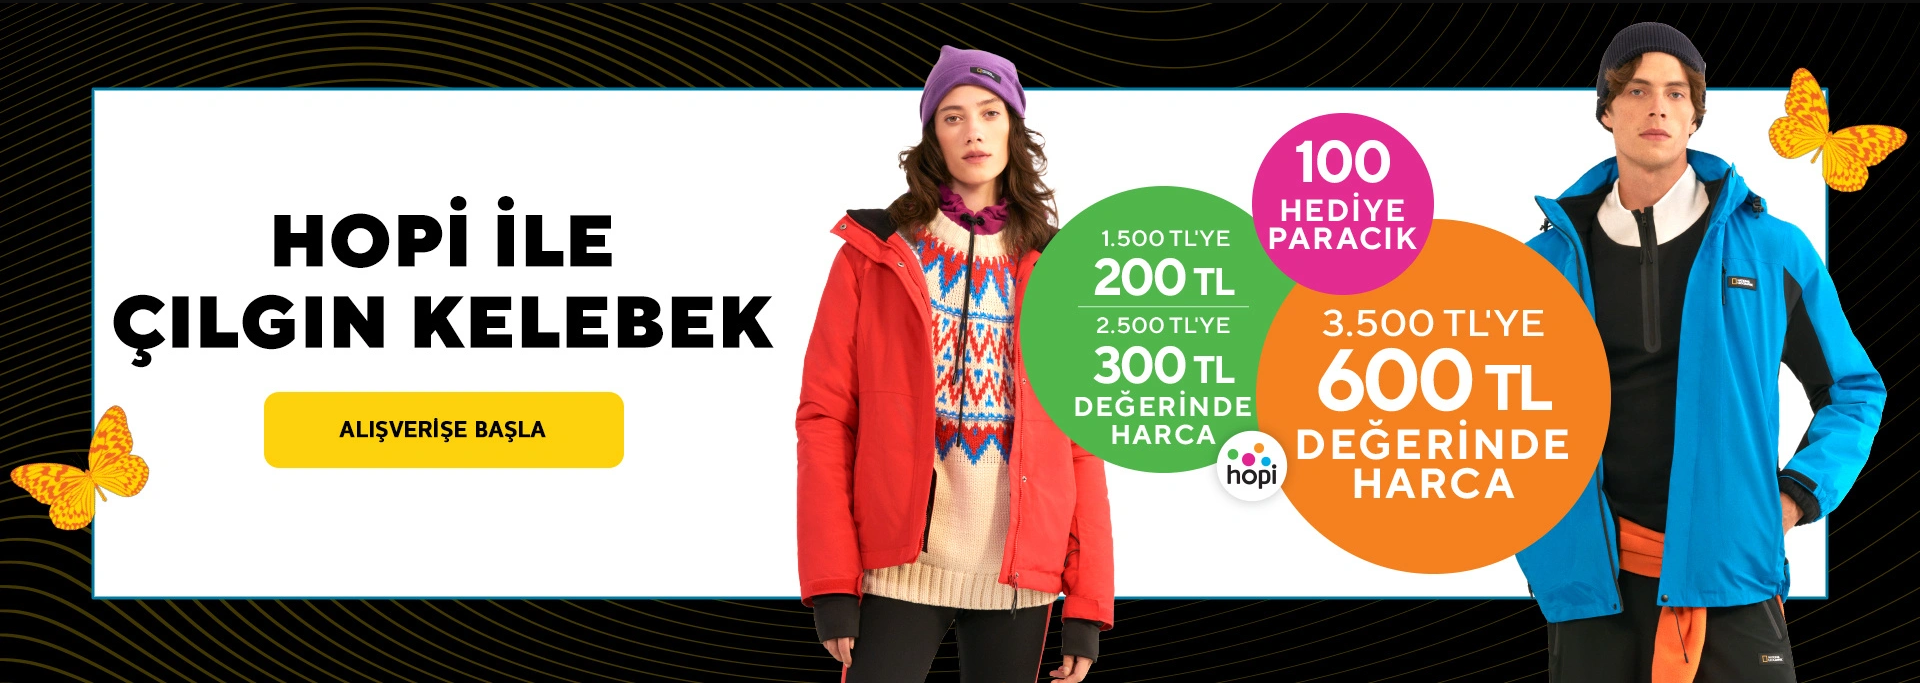 HOPİ İLE
ÇILGIN KELEBEK
ALIŞVERİŞE BAŞLA
1.500 TL'YE
200 TL
2.500 TL'YE
300 TL
DEĞERİNDE
HARCA
100
HEDİYE
PARACIK
3.500 TL'YE
600 TL
DEĞERİNDE
HARCA
hopi